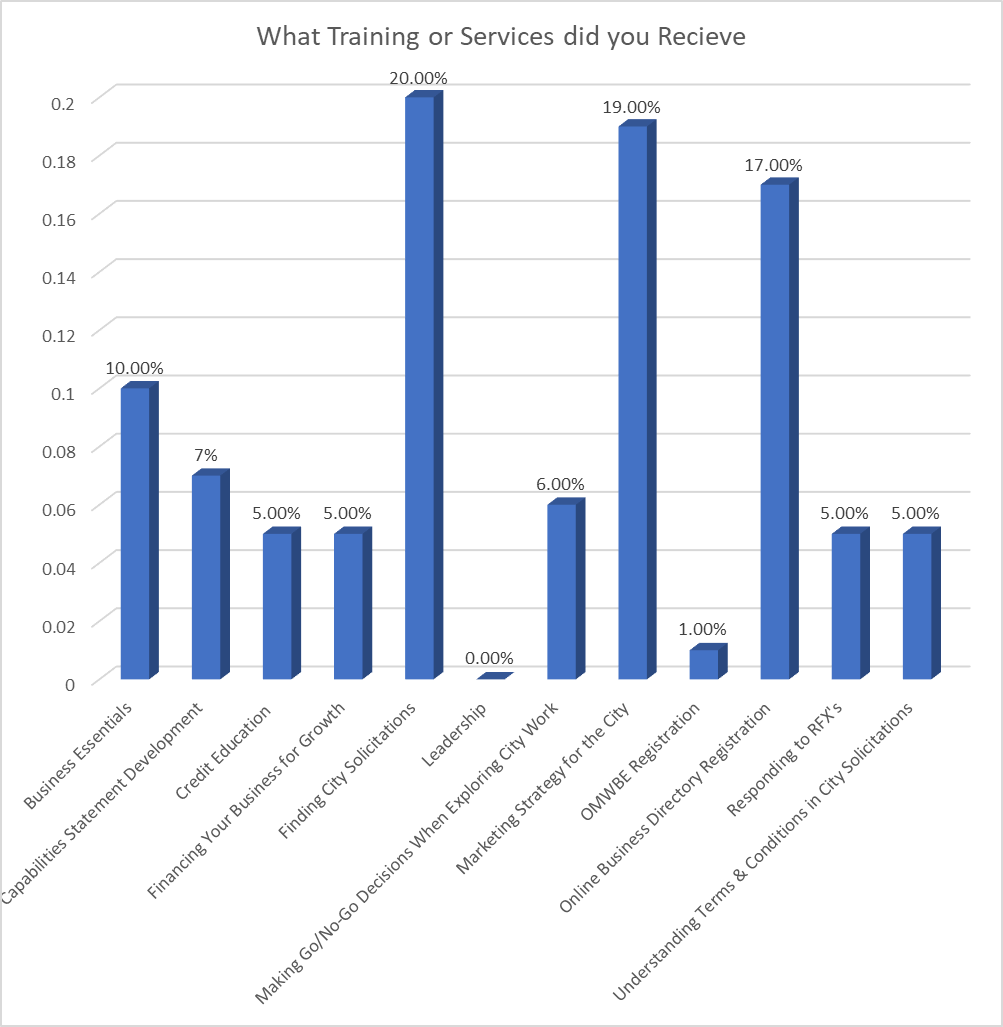 What Training or Services did you Recieve
0.2
0.18
0.16
0.14
0.12
0.1
0.08
0.06
0.04
0.02
0
10.00%
7%
5.00%
5.00%
20.00%
0.00%
6.00%
19.00%
1.00%
17.00%
5.00%
5.00%
Business Essentials
Capabilities Statement Development
Credit Education
Financing Your Business for Growth
Finding City Solicitations
Leadership
Making Go/No-Go Decisions When Exploring City Work
Marketing Strategy for the City
OMWBE Registration
Online Business Directory Registration
Responding to RFX's
Understanding Terms & Conditions in City Solicitations